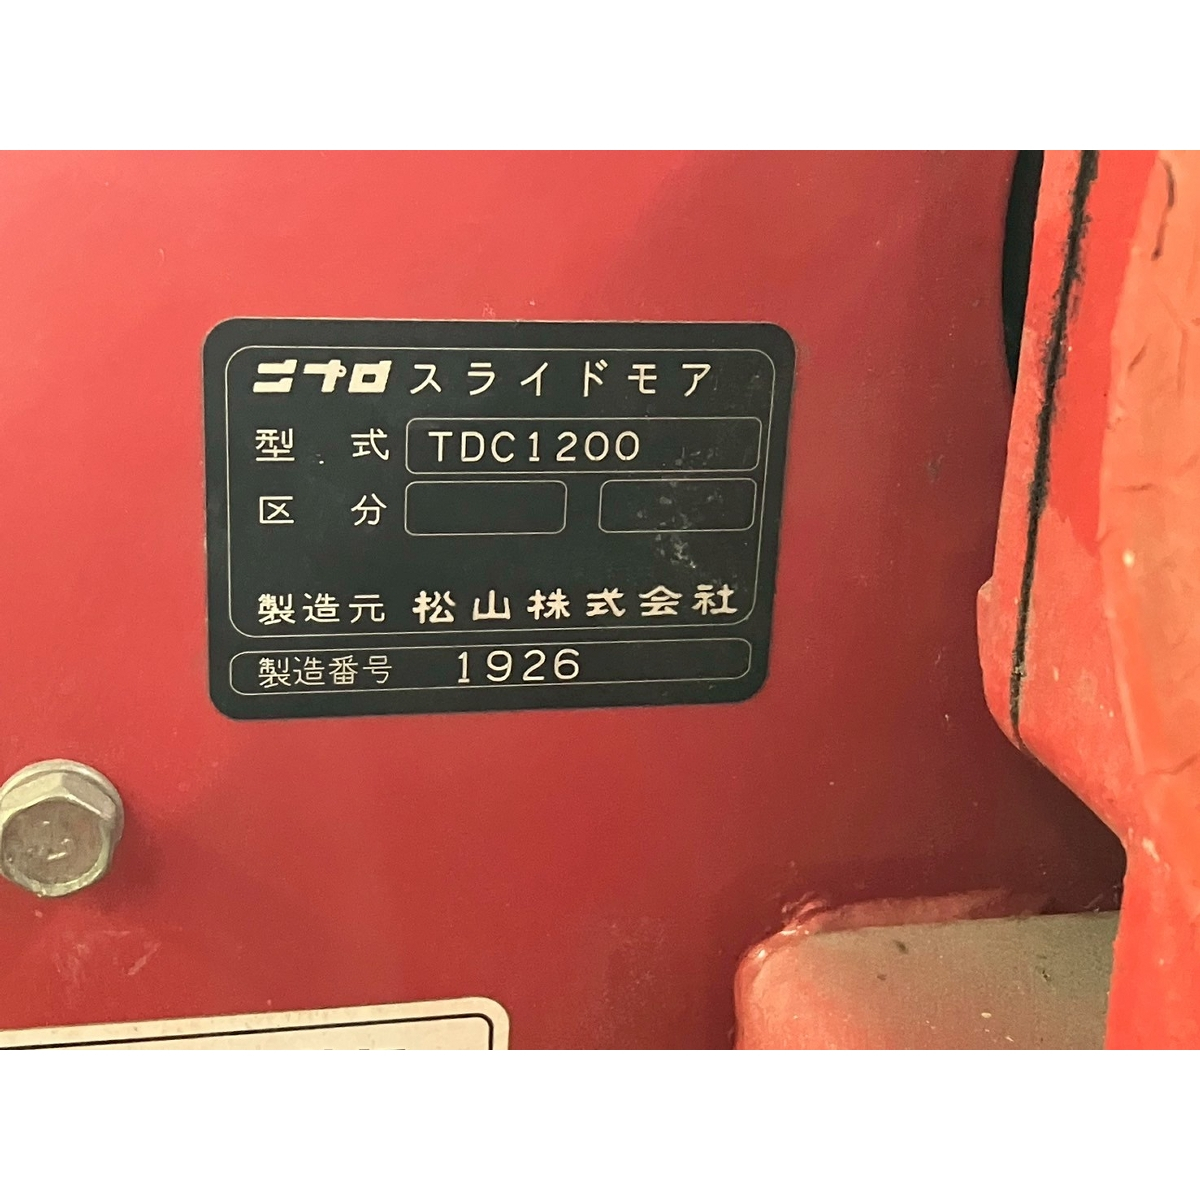 ニプロ スライドモア
型式 TDC1200
区分
製造元 松山株式会社
製造番号 1926